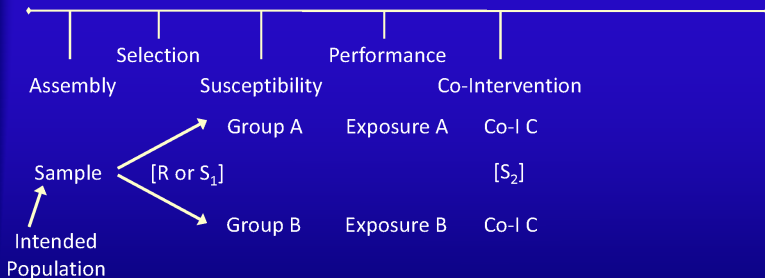 Selection Performance
Assembly Susceptibility Co-Intervention
Group A Exposure A Co-I C
Sample [R or S₁] [S₂]
Group B Exposure B Co-I C
Intended
Population